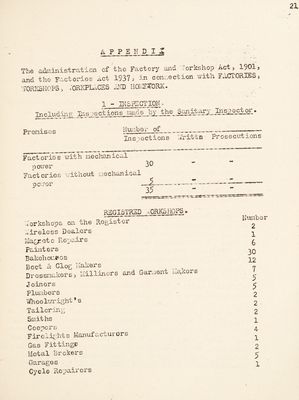 21
APPENDIX
The administration of the Factory and Workshop Act, 1901,
and the Factories Act 1937, in connection with FACTORIES,
WORKSHOPS, WORKPLACES AND HOMEWORK.
1 - INSPECTION.
Including Inspections made by the Sanitary Inspector.
Premises Number of
Inspections Written Prosecutions
Factories with mechanical
power 30 - -
Factories without mechanical
power 5 - -
35 - -
REGISTERED WORKSHOPS.
Workshops on the Register Number
Wireless Dealers 2
Magneto Repairs 1
Painters 6
Bakehouses 30
Boot & Clog Makers 12
Dressmakers, Milliners and Garment Makers 7
Joiners 5
Plumbers 5
Wheelwright's 2
Tailoring 2
Smiths 2
Coopers 1
Firelights Manufacturers 4
Gas Fittings 1
Metal Brokers 2
Garages 5
Cycle Repairers 1